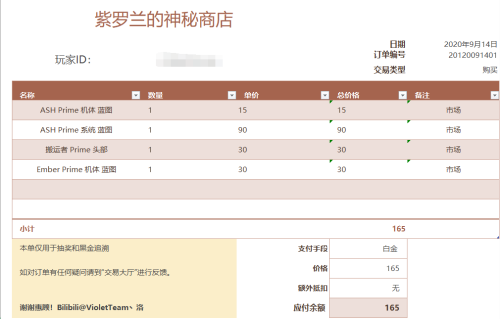 紫罗兰的神秘商店
日期 2020年9月14日
玩家ID： 订单编号 20120091401
交易类型 购买
名称 数量 单价 总价格 备注
ASH Prime 机体 蓝图 1 15 15 市场
ASH Prime 系统 蓝图 1 90 90 市场
搬运者 Prime 头部 1 30 30 市场
Ember Prime 机体 蓝图 1 30 30 市场
小计 165
本单仅用于抽奖和黑金追溯 支付手段 白金
如对订单有任何疑问请到"交易大厅"进行反馈。 价格 165
额外抵扣 无
谢谢惠顾！Bilibili@VioletTeam丶洛 应付余额 165